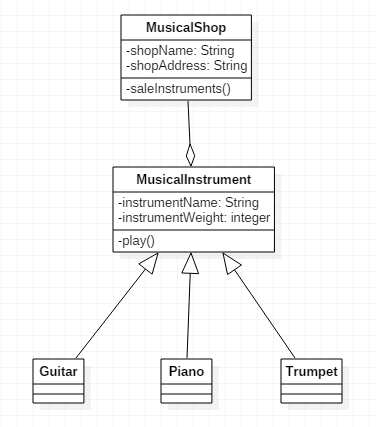 MusicalShop
-shopName: String
-shopAddress: String
-saleInstruments()
MusicalInstrument
-instrumentName: String
-instrumentWeight: integer
-play()
Guitar
Piano
Trumpet